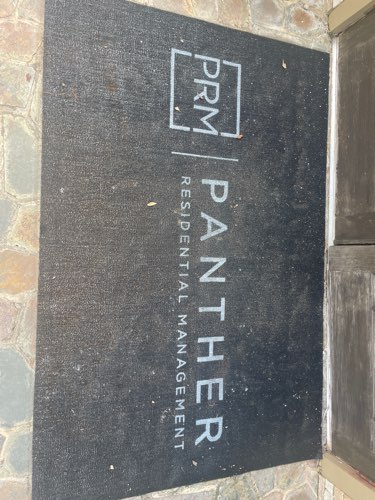 PRM
PANTHER
RESIDENTIAL MANAGEMENT